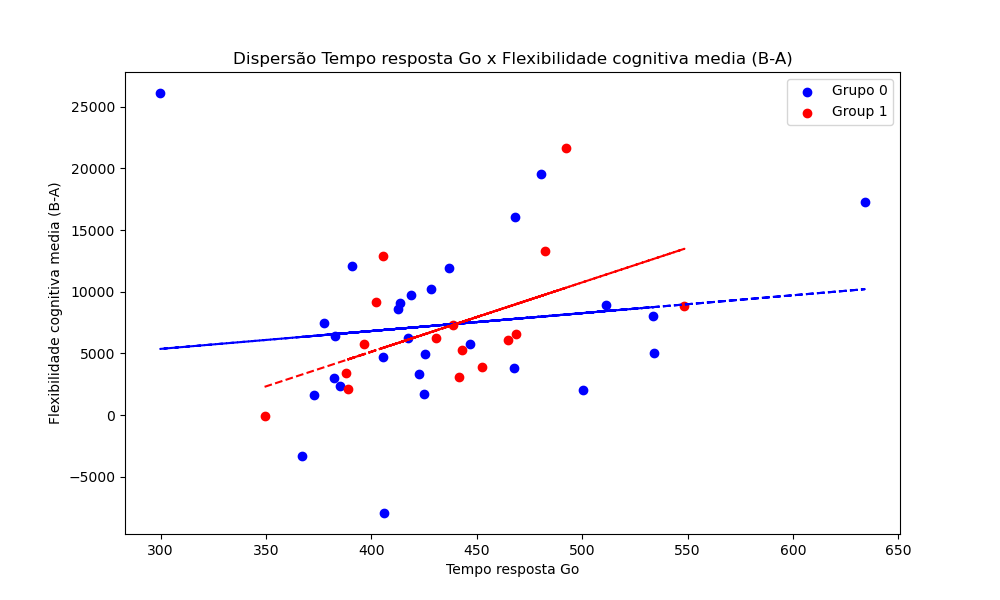 Dispersão Tempo resposta Go x Flexibilidade cognitiva media (B-A)
Grupo 0
Group 1
25000
20000
15000
10000
5000
0
−5000
Flexibilidade cognitiva media (B-A)
300 350 400 450 500 550 600 650
Tempo resposta Go